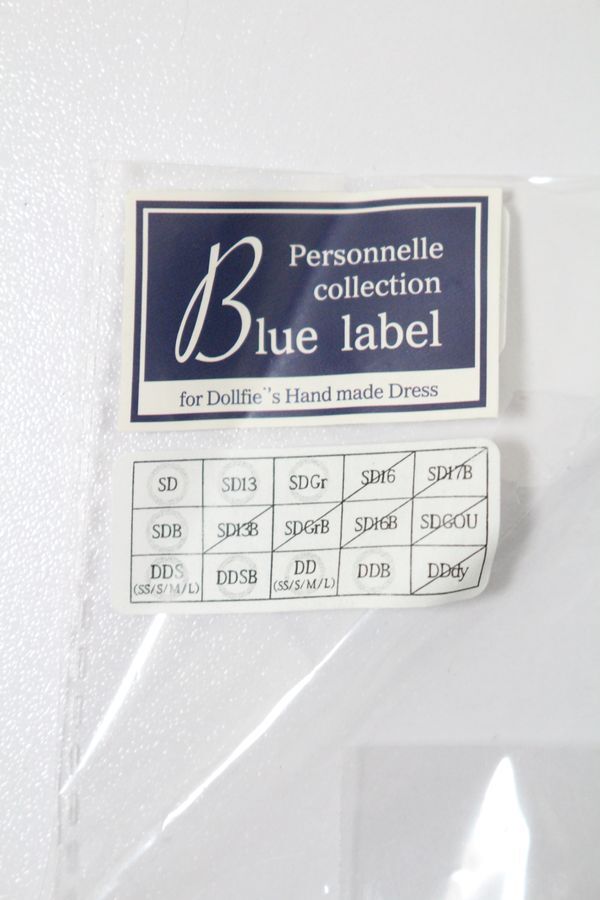 Personnelle
collection
Blue label
for Dollfie''s Hand made Dress
SD SD13 SDGr SD16 SD17B
SDB SD13B SDGrB SD16B SDGOU
DDS DDSB DD DDB DDdy
(SS/S/M/L) (SS/S/M/L)